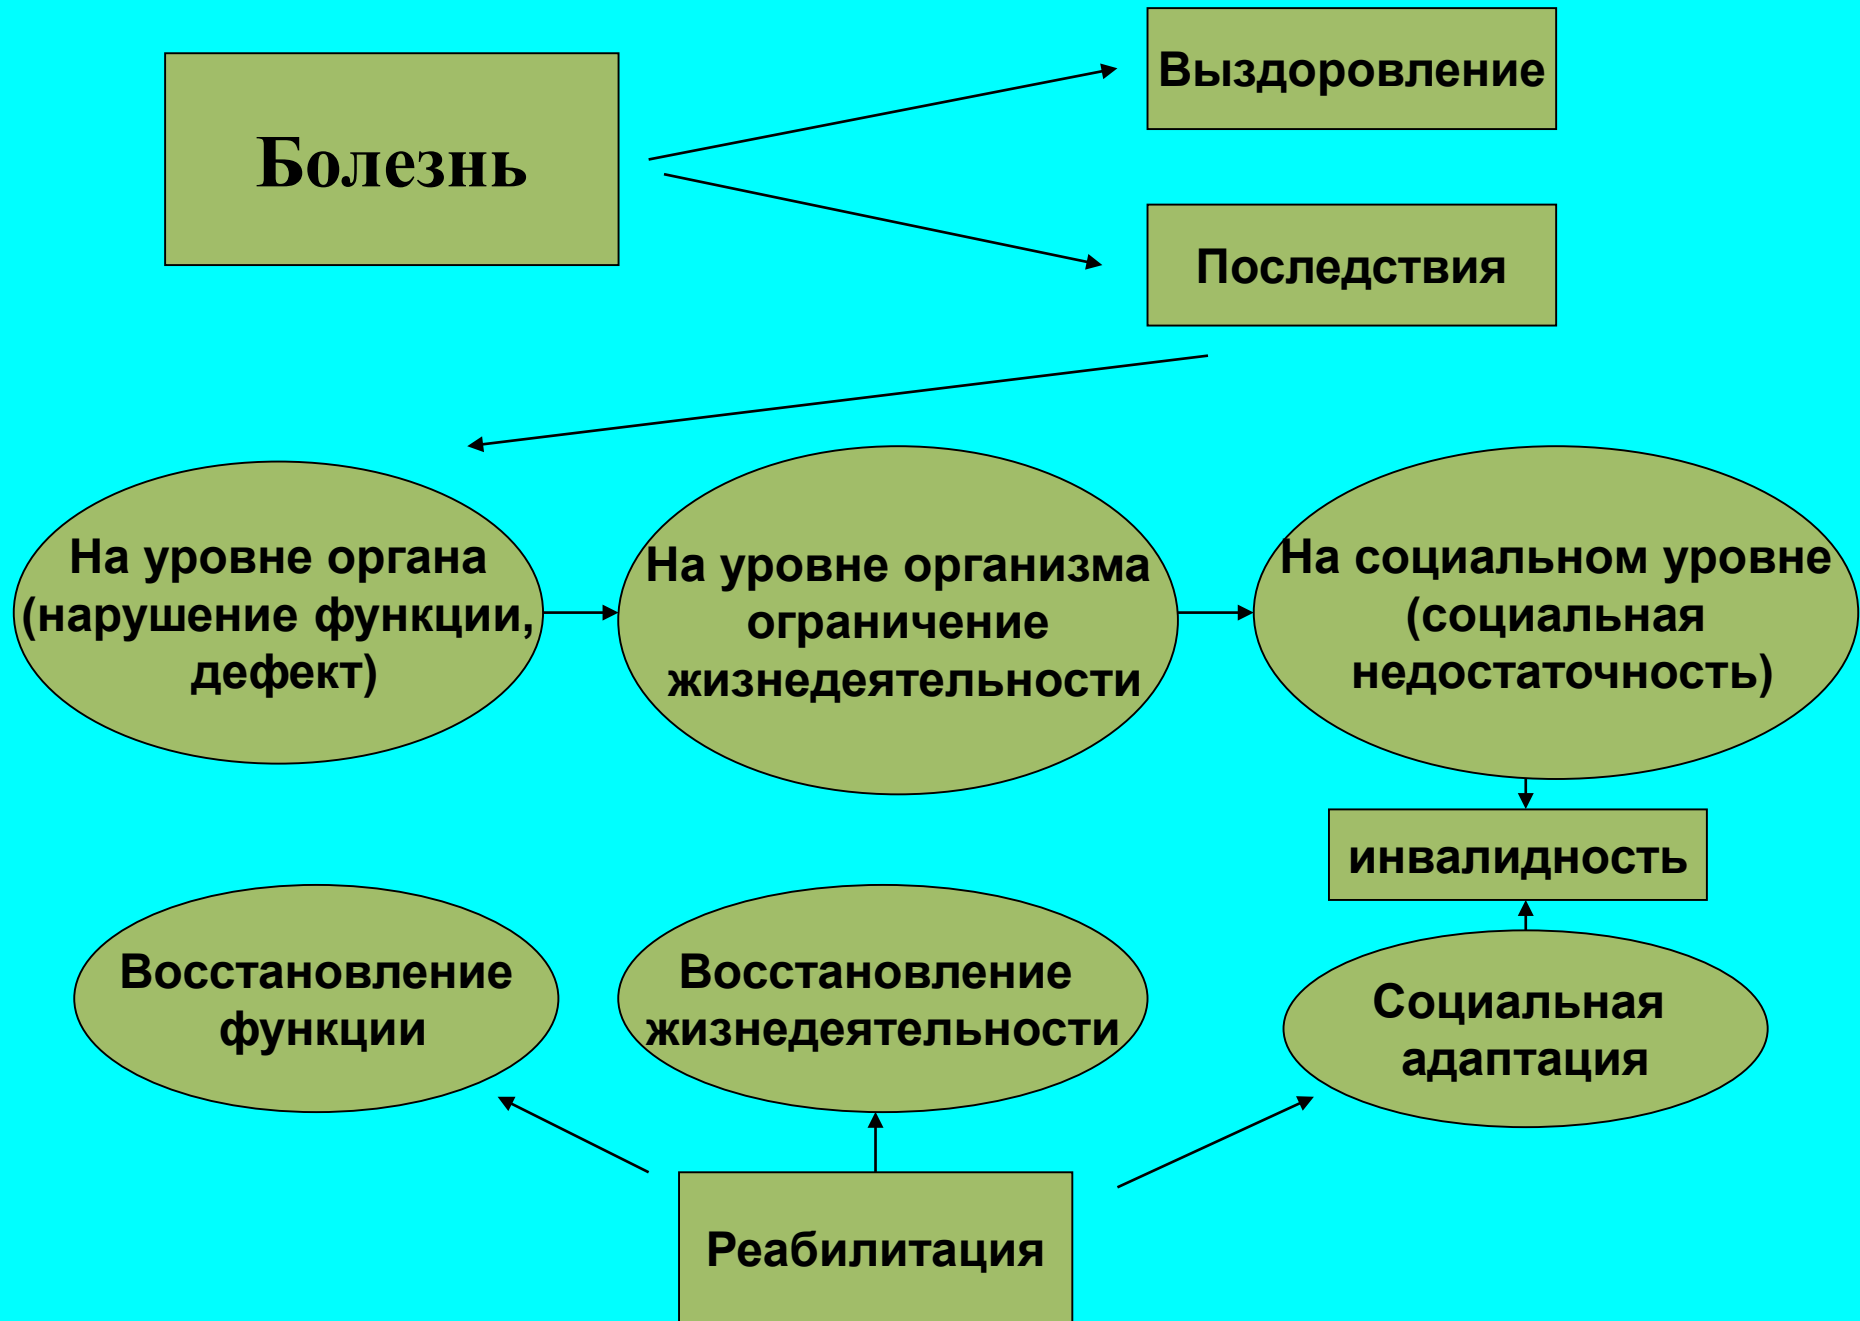 Болезнь
Выздоровление
Последствия
На уровне органа
(нарушение функции,
дефект)
На уровне организма
ограничение
жизнедеятельности
На социальном уровне
(социальная
недостаточность)
инвалидность
Восстановление
функции
Восстановление
жизнедеятельности
Социальная
адаптация
Реабилитация